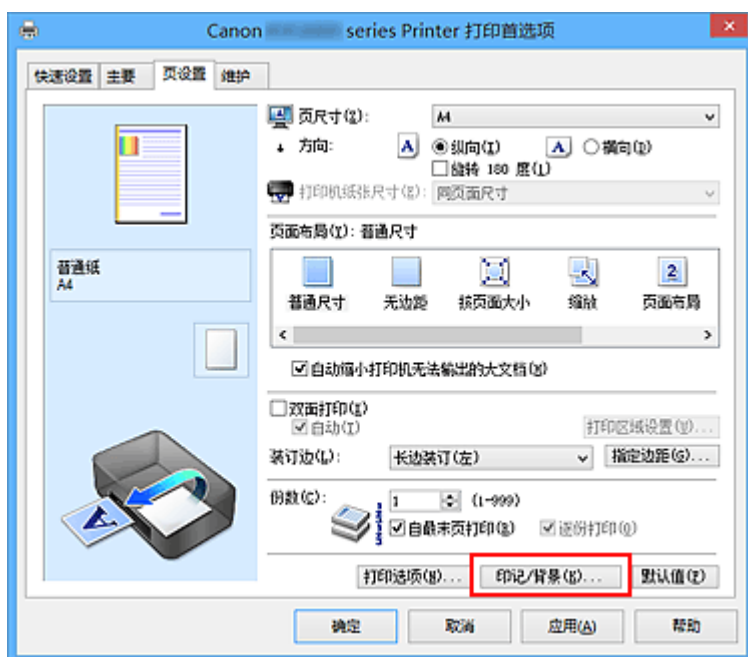 Canon series Printer 打印首选项
快速设置 主要 页设置 维护
页尺寸(Z): A4
方向: A 纵向(I) A 横向(D)
旋转 180 度(L)
打印机纸张尺寸(E): 同页面尺寸
页面布局(Y): 普通尺寸
普通尺寸 无边距 按页面大小 缩放 页面布局
普通纸
A4
自动缩小打印机无法输出的大文档(W)
双面打印(X)
自动(T) 打印区域设置(U)...
装订边(L): 长边装订(左) 指定边距(G)...
份数(C): 1 (1-999)
自最末页打印(R) 逐份打印(O)
打印选项(N)... 印记/背景(K)... 默认值(F)
确定 取消 应用(A) 帮助